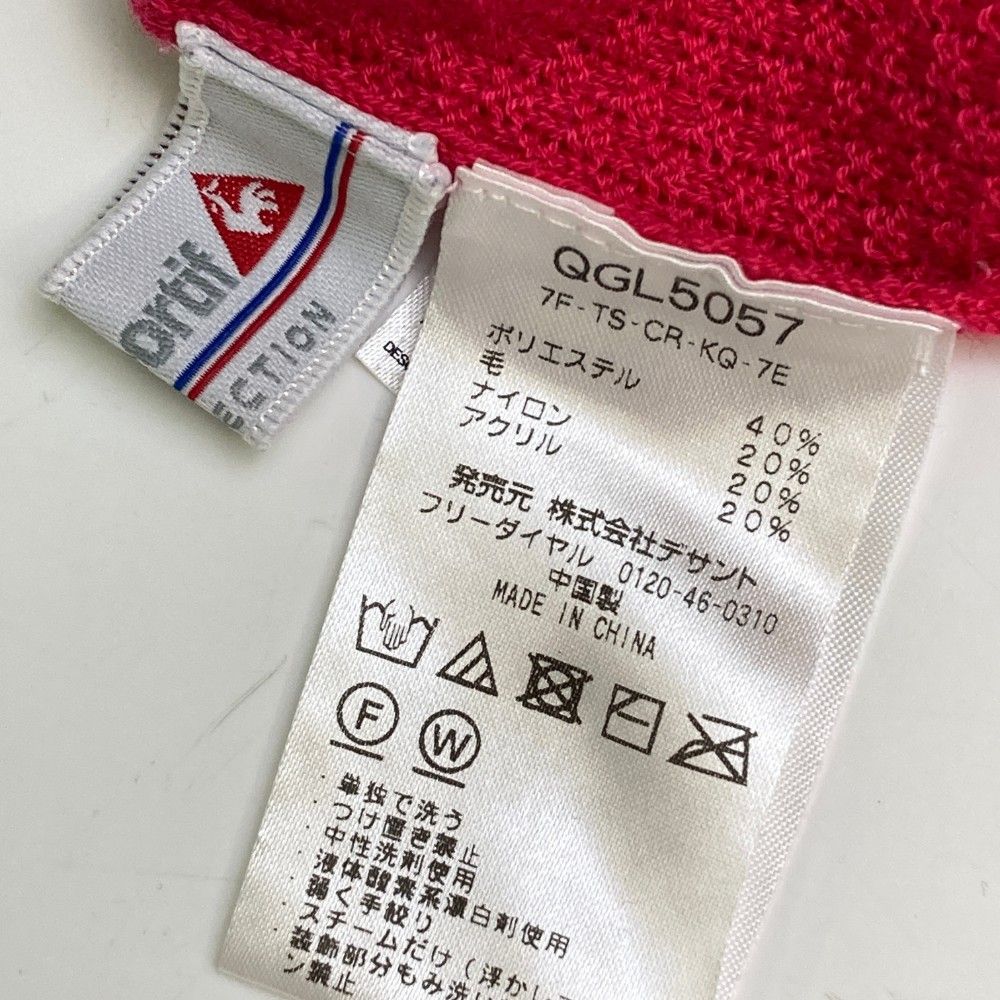 ortif
ECTION
DES
QGL5057
7F-TS-CR-KQ-7E
ポリエステル 40%
毛 20%
ナイロン 20%
アクリル 20%
発売元 株式会社デサント
フリーダイヤル 0120-46-0310
中国製
MADE IN CHINA
F
W
単独で洗う
つけ置き禁止
中性洗剤使用
液体酸素系漂白剤使用
弱く手絞り
スチームだけ(浮かし
装飾部分もみ洗い
ン禁止